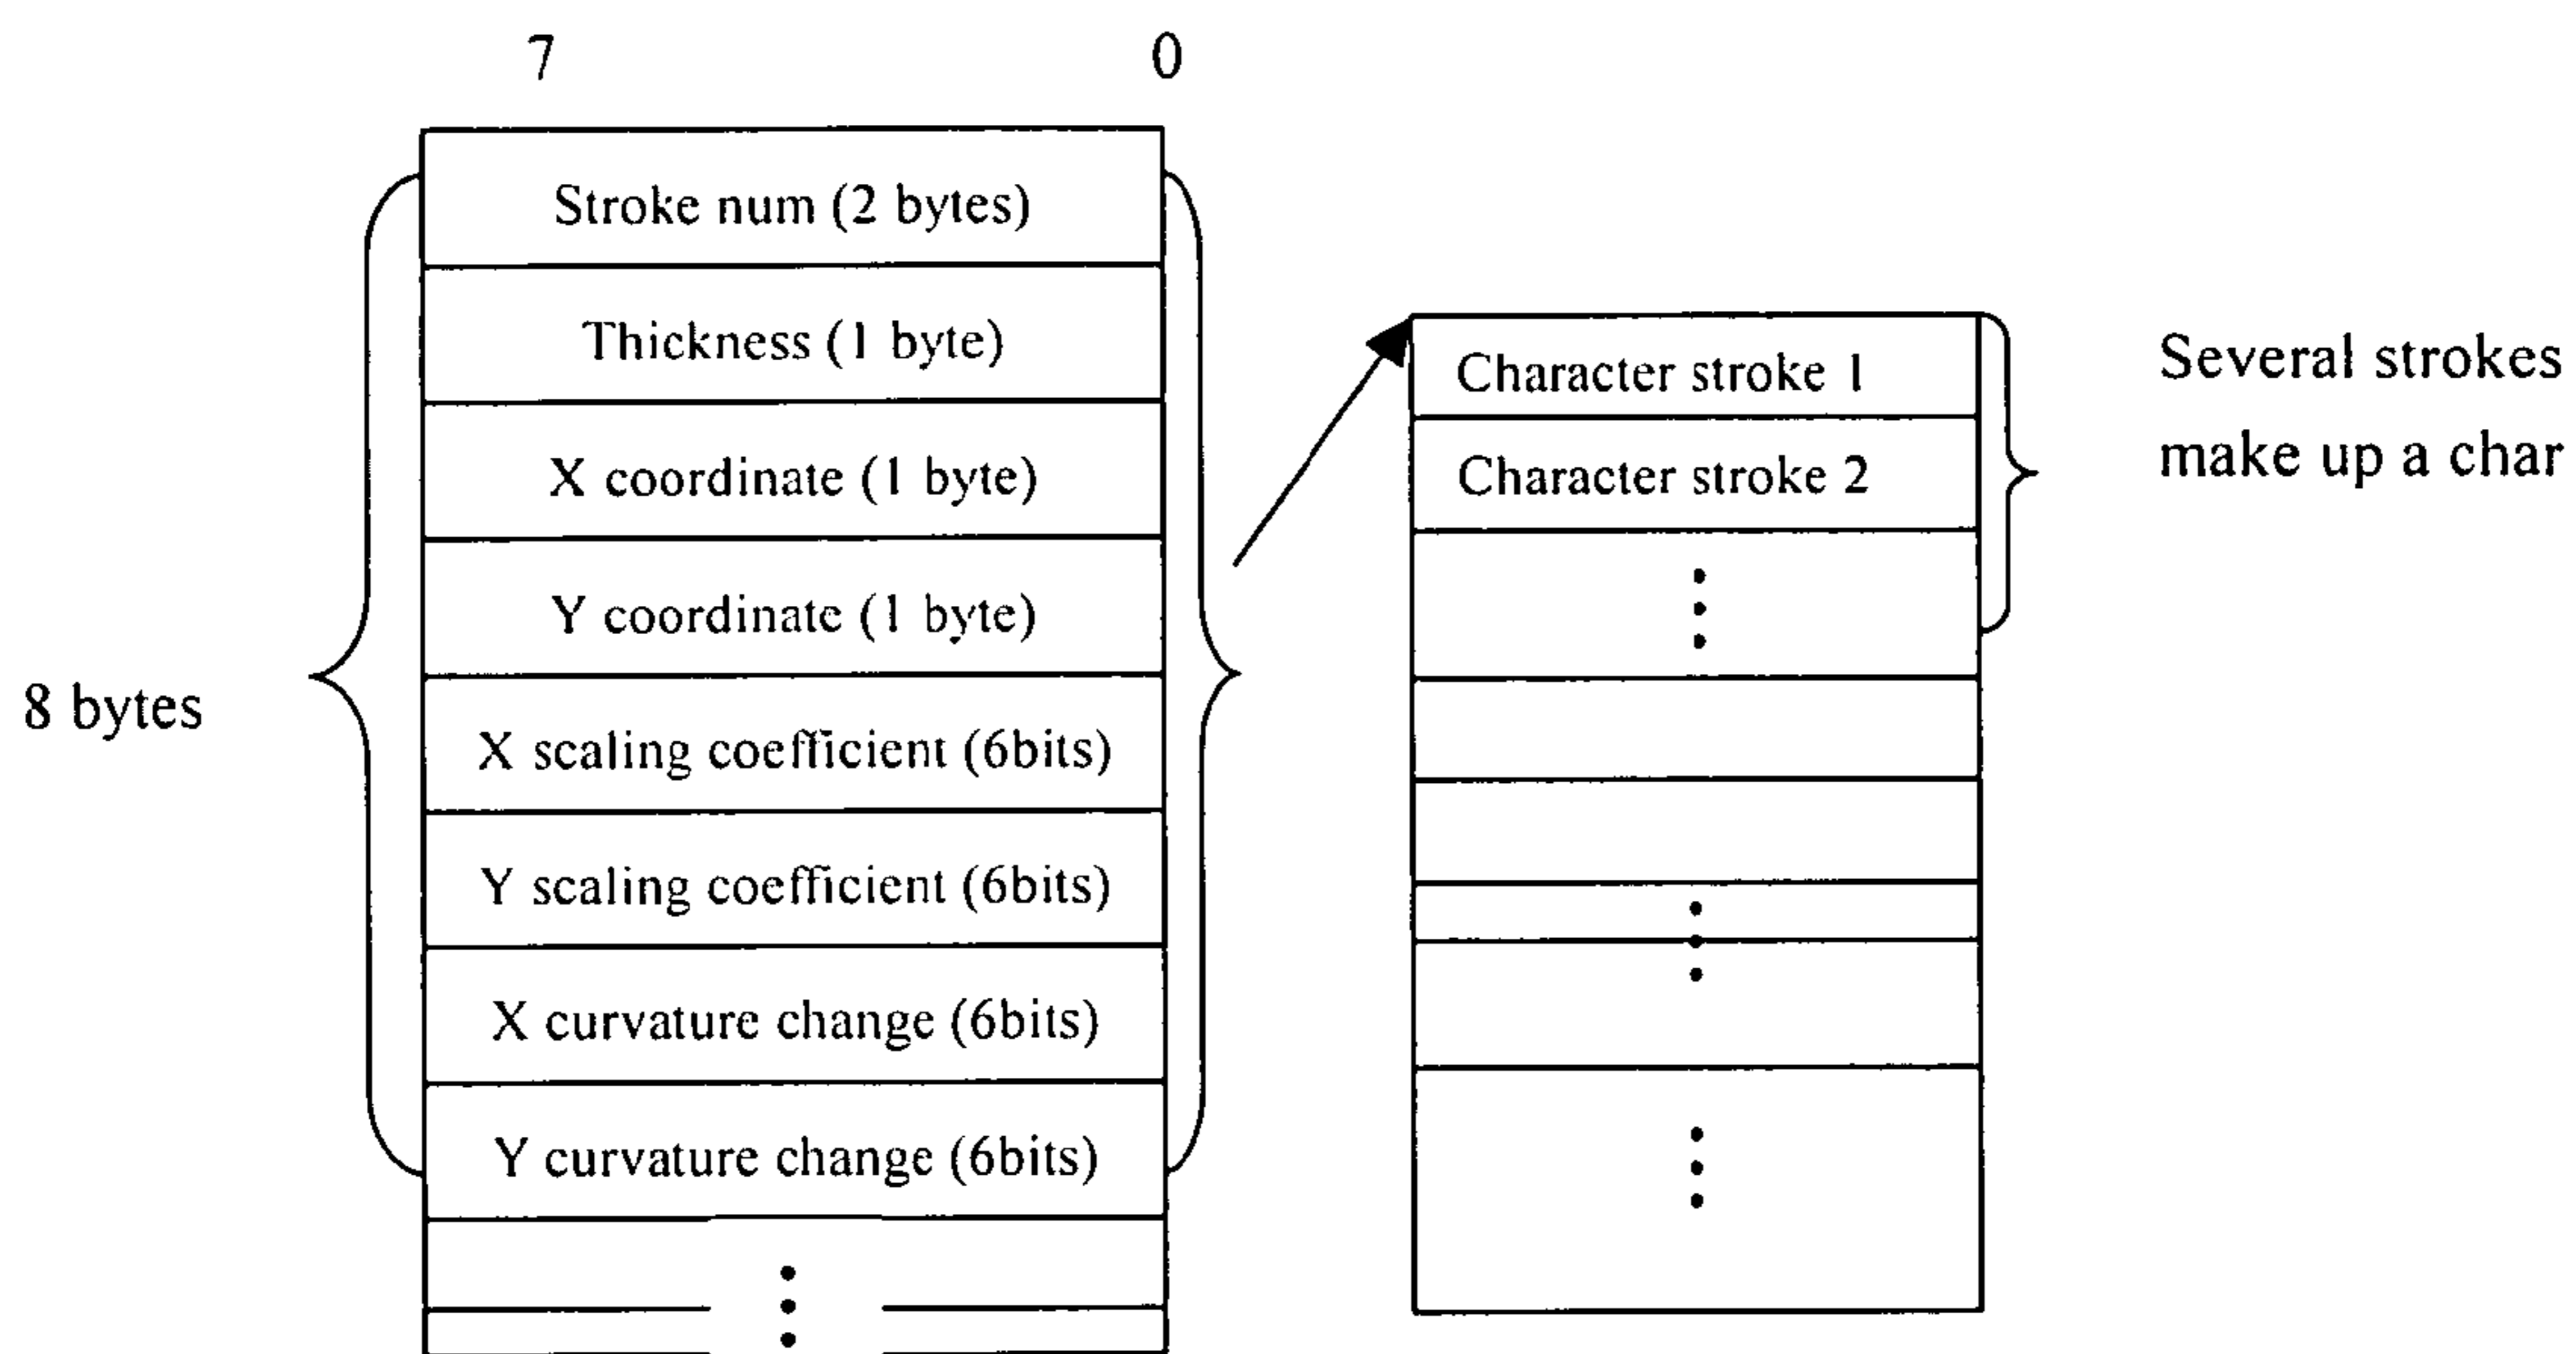 7 0
Stroke num (2 bytes)
Thickness (1 byte)
X coordinate (1 byte)
Y coordinate (1 byte)
8 bytes
X scaling coefficient (6bits)
Y scaling coefficient (6bits)
X curvature change (6bits)
Y curvature change (6bits)
Character stroke 1
Character stroke 2
Several strokes
make up a char